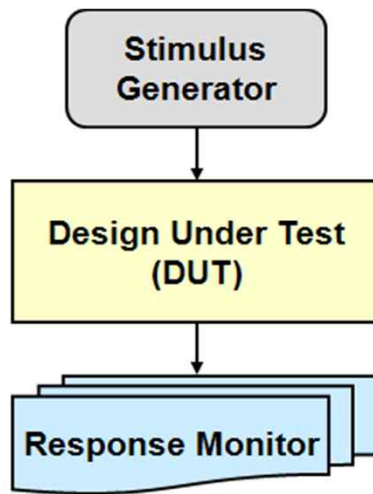 Stimulus
Generator
Design Under Test
(DUT)
Response Monitor